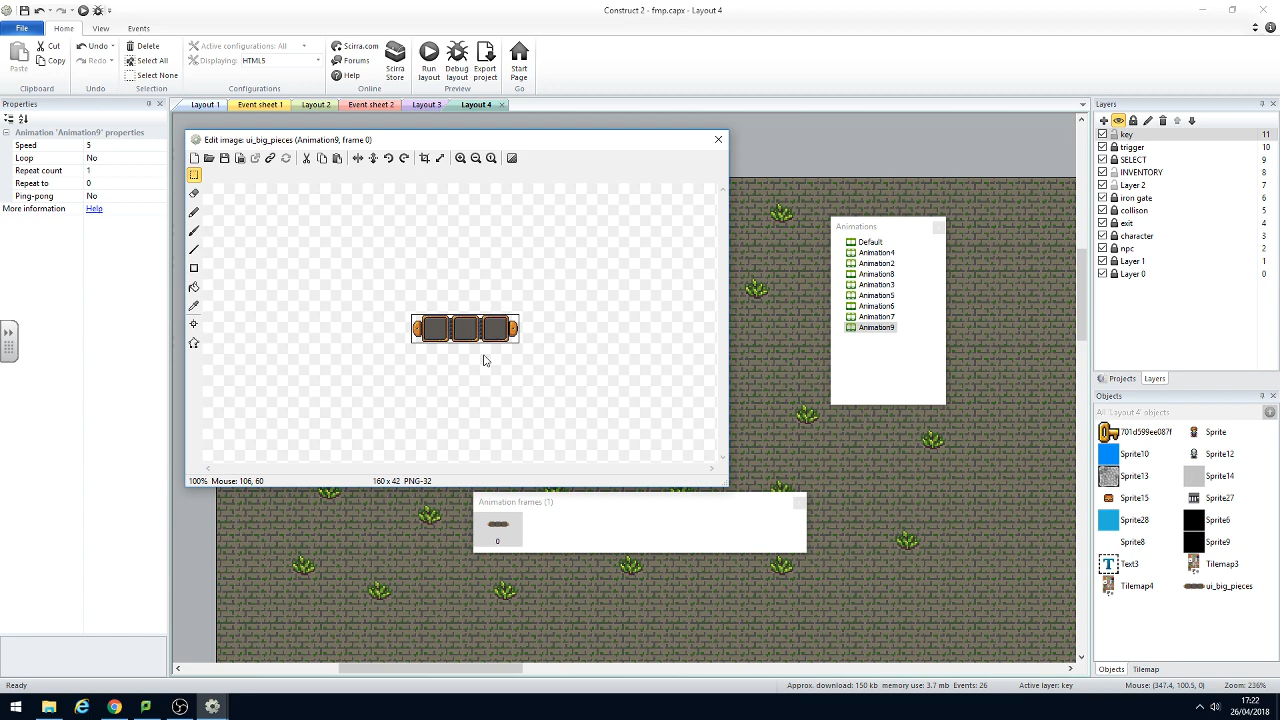 Construct 2 - fmp.capx - Layout 4
File Home View Events
Paste
Cut
Copy
Clipboard
Undo
Redo
Undo
Delete
Select All
Select None
Selection
Active configurations: All
Displaying: HTML5
Configurations
Scirra.com
Forums
Help
Scirra Store
Online
Run layout
Debug layout
Export project
Preview
Start Page
Go
Properties
Layout 1 Event sheet 1 Layout 2 Event sheet 2 Layout 3 Layout 4
Animation 'Animation9' properties
Speed 5
Loop No
Repeat count 1
Repeat to 0
Ping-pong No
More information Help
Edit image: ui_big_pieces (Animation9, frame 0)
100% Mouse: 106, 60 160 x 42 PNG-32
Animations
Default
Animation4
Animation2
Animation8
Animation3
Animation5
Animation6
Animation7
Animation9
Animation frames (1)
0
Layers
key 11
trigger 10
SELECT 9
INVENTORY 8
Layer 2 7
iron gate 6
collison 5
exit 4
character 3
npc 2
Layer 1 1
Layer 0 0
Projects Layers
Objects
All 'Layout 4' objects
701d599ee087f Sprite
Sprite10 Sprite12
Sprite13 Sprite14
Sprite15 Sprite27
Sprite28 Sprite6
Sprite8 Sprite9
T Text3 Tilemap3
Tilemap4 ui_big_pieces
Objects Tilemap
Ready Approx. download: 150 kb memory use: 3.7 mb Events: 26 Active layer: key Mouse: (347.4, 100.5, 0) Zoom: 236%
17:22
26/04/2018